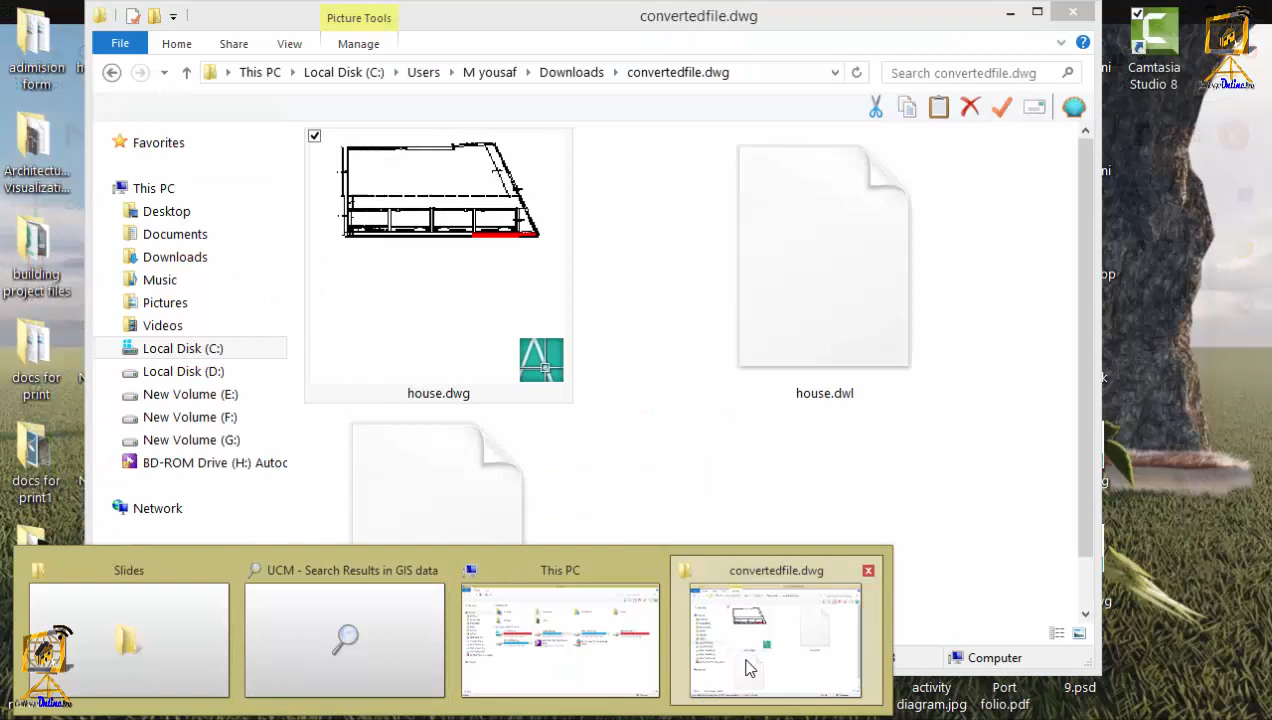 Picture Tools
convertedfile.dwg
File
Home
Share
View
Manage
This PC
Local Disk (C:)
Users
M yousaf
Downloads
convertedfile.dwg
Search convertedfile.dwg
Favorites
This PC
Desktop
Documents
Downloads
Music
Pictures
Videos
Local Disk (C:)
Local Disk (D:)
New Volume (E:)
New Volume (F:)
New Volume (G:)
BD-ROM Drive (H:) Autoc
Network
house.dwg
house.dwl
Computer
Slides
UCM - Search Results in GIS data
This PC
convertedfile.dwg
admision
form
Architectu...
Visualizati...
building
project files
docs for
print
docs for
print1
Camtasia
Studio 8
activity
diagram.jpg
Port
folio.pdf
9.psd